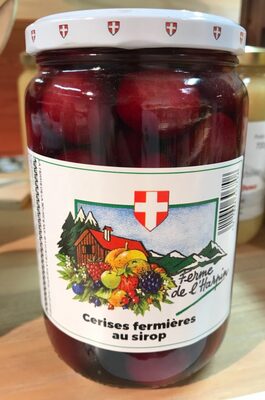 Ferme
de l'Harpin
Cerises fermières
au sirop